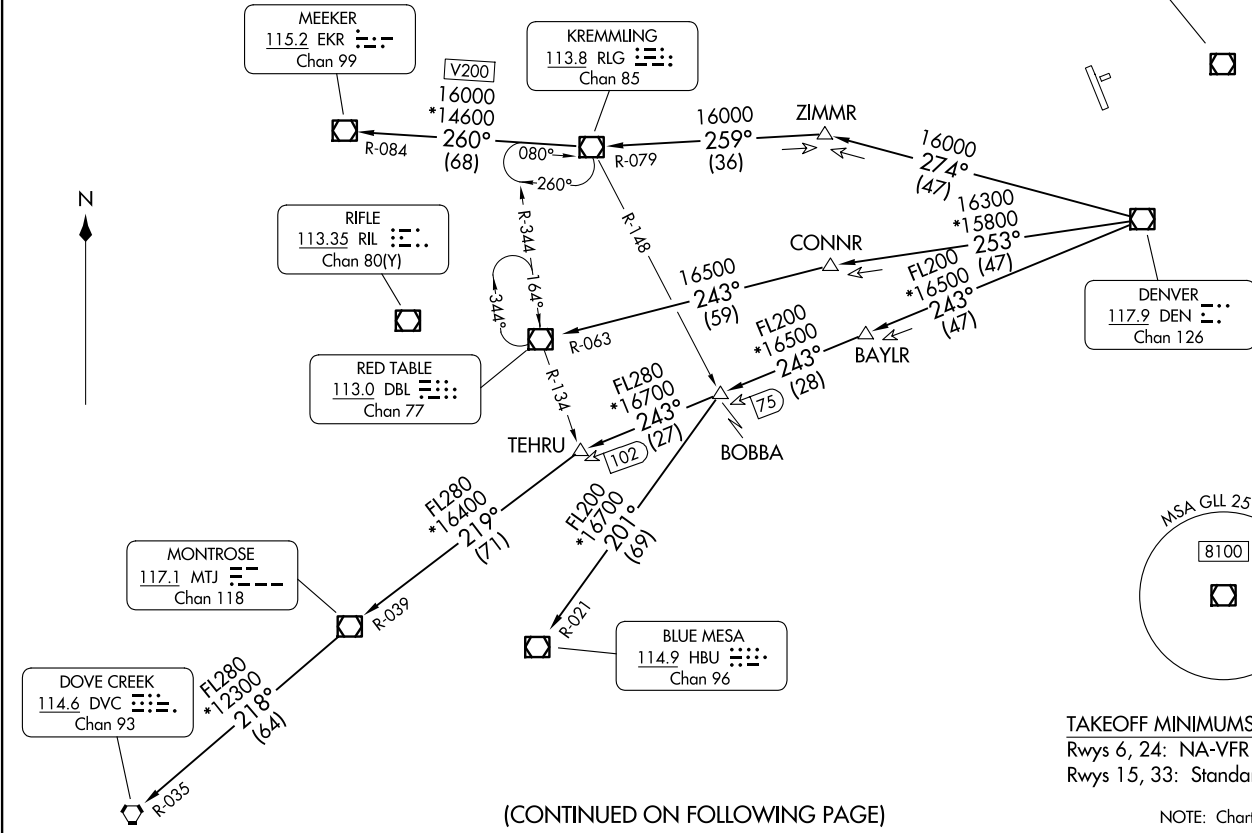 MEEKER
115.2 EKR
Chan 99
KREMMLING
113.8 RLG
Chan 85
V200
16000
*14600
260°
(68)
R-084
080°
260°
R-079
16000
259°
(36)
ZIMMR
16000
274°
(47)
N
RIFLE
113.35 RIL
Chan 80(Y)
R-344
164°
344°
R-148
CONNR
16300
*15800
253°
(47)
16500
243°
(59)
R-063
FL200
*16500
243°
(47)
DENVER
117.9 DEN
Chan 126
RED TABLE
113.0 DBL
Chan 77
R-134
BAYLR
FL200
*16500
243°
(28)
75
BOBBA
FL280
*16700
243°
(27)
102
TEHRU
FL280
*16400
219°
(71)
FL200
*16700
201°
(69)
MSA GLL 25
8100
MONTROSE
117.1 MTJ
Chan 118
R-039
R-021
BLUE MESA
114.9 HBU
Chan 96
DOVE CREEK
114.6 DVC
Chan 93
FL280
*12300
218°
(64)
R-035
TAKEOFF MINIMUMS
Rwys 6, 24: NA-VFR
Rwys 15, 33: Standar
(CONTINUED ON FOLLOWING PAGE)
NOTE: Chart